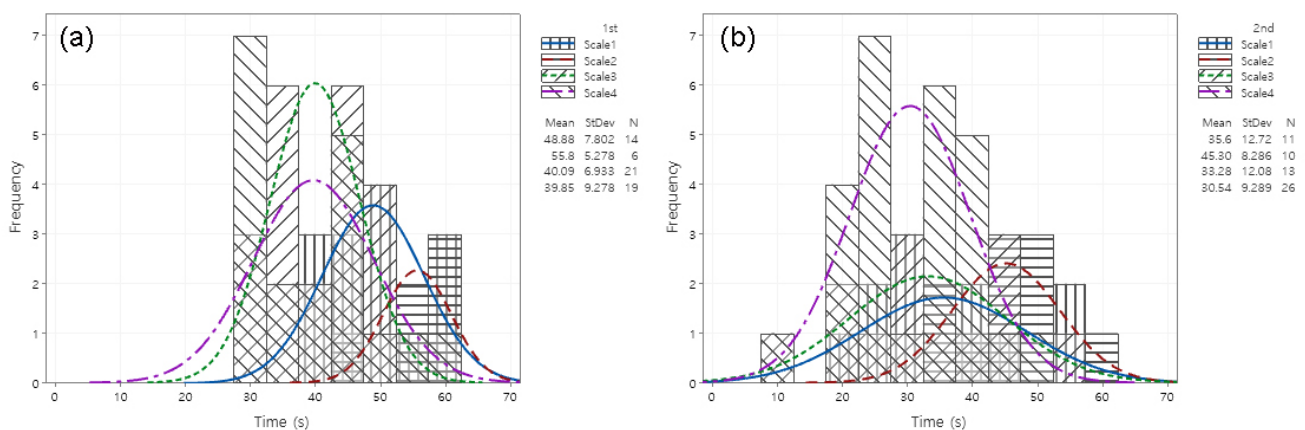 (a)
1st
Scale1
Scale2
Scale3
Scale4
Mean StDev N
48.88 7.802 14
55.8 5.278 6
40.09 6.933 21
39.85 9.278 19
Frequency
7
6
5
4
3
2
1
0
0 10 20 30 40 50 60 70
Time (s)
(b)
2nd
Scale1
Scale2
Scale3
Scale4
Mean StDev N
35.6 12.72 11
45.30 8.286 10
33.28 12.08 13
30.54 9.289 26
Frequency
7
6
5
4
3
2
1
0
0 10 20 30 40 50 60 70
Time (s)